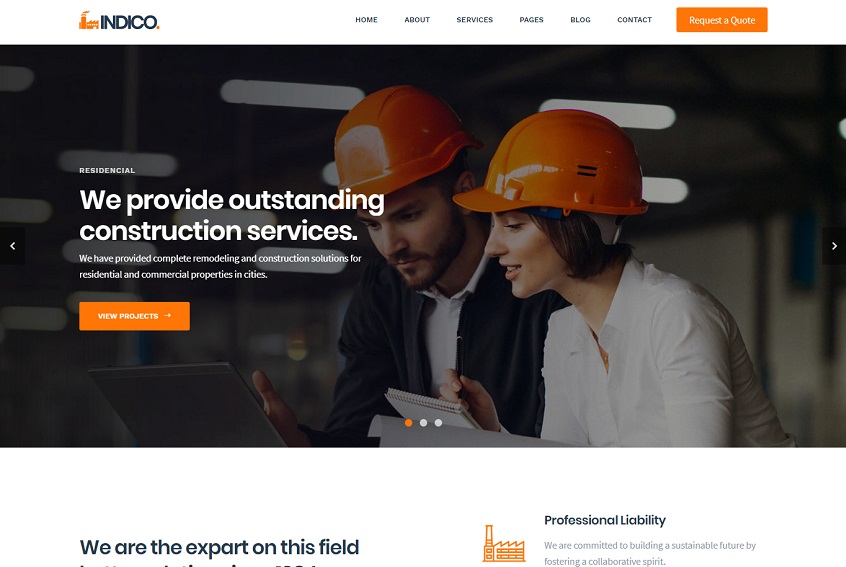 INDICO.
HOME ABOUT SERVICES PAGES BLOG CONTACT Request a Quote
RESIDENCIAL
We provide outstanding
construction services.
We have provided complete remodeling and construction solutions for
residential and commercial properties in cities.
VIEW PROJECTS
We are the expart on this field
Professional Liability
We are committed to building a sustainable future by
fostering a collaborative spirit.